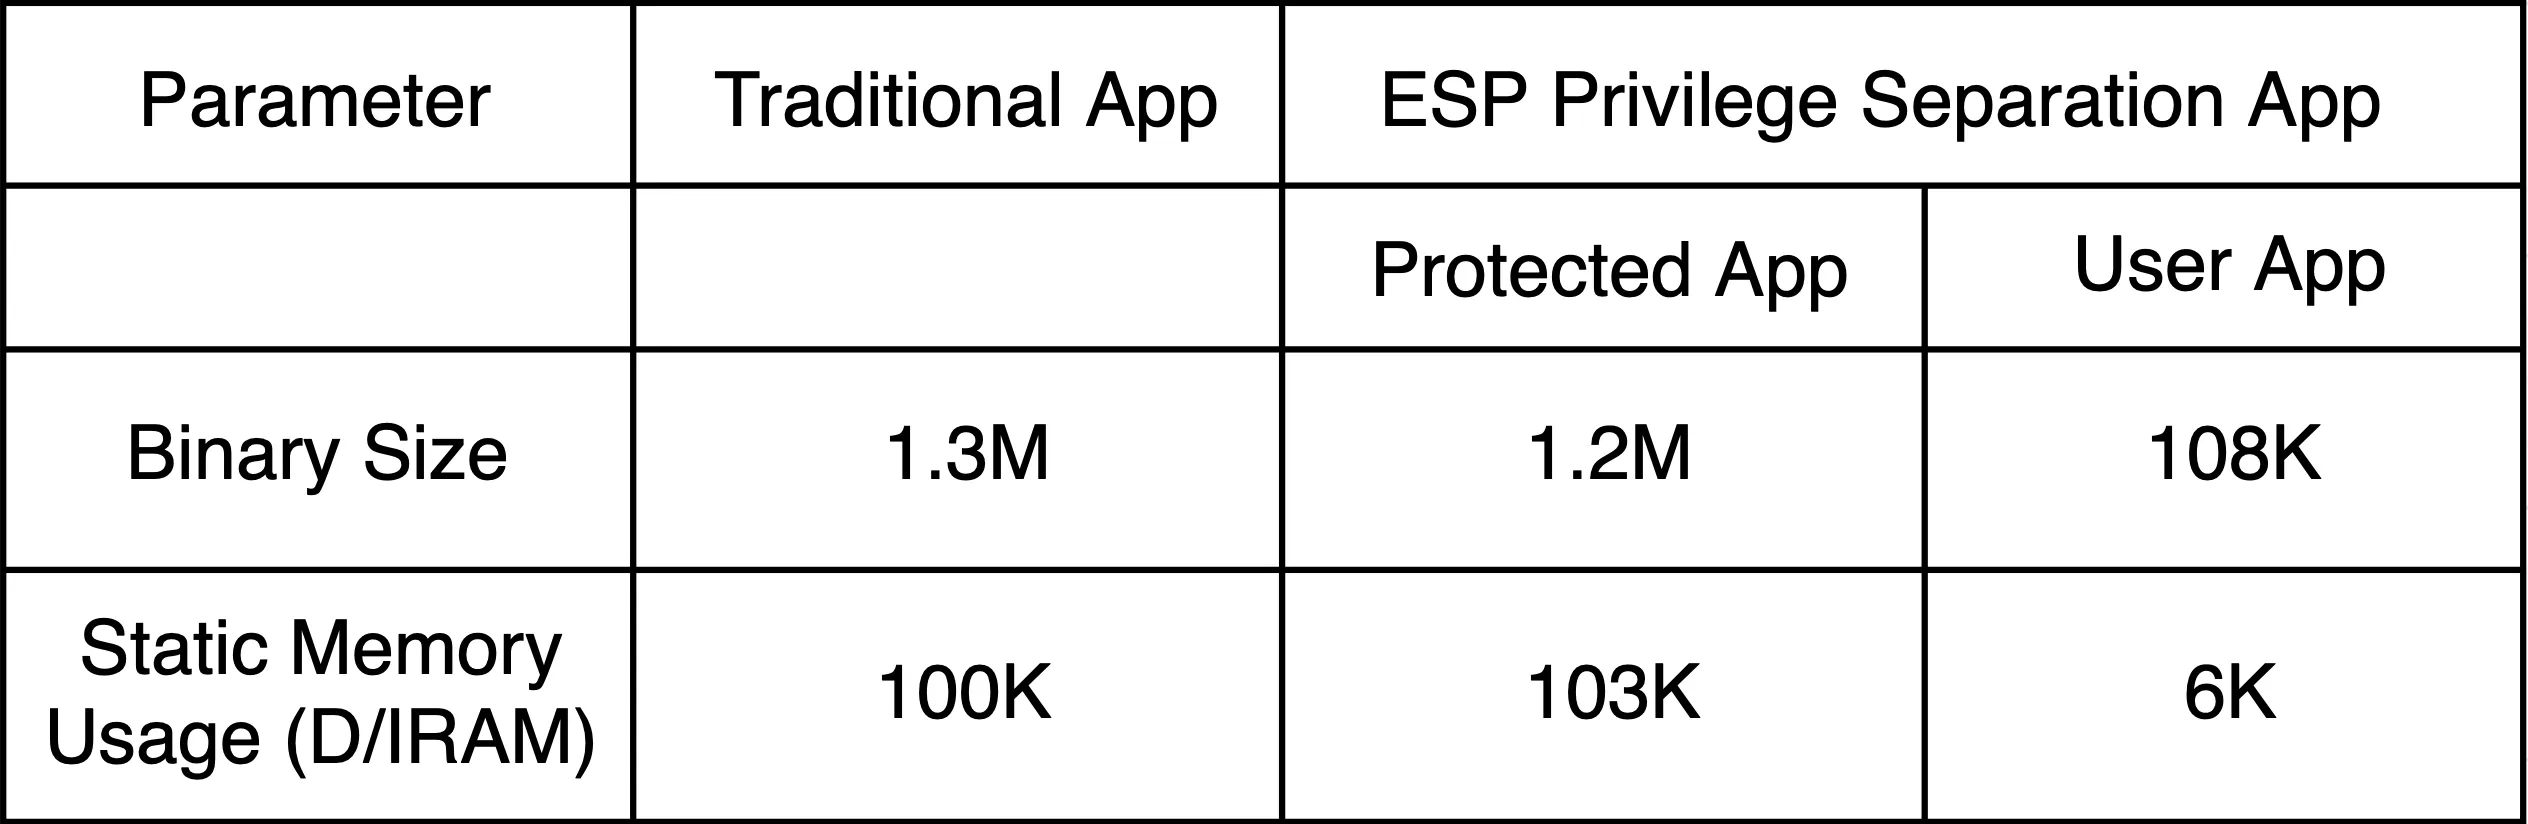 Parameter
Traditional App
ESP Privilege Separation App
Protected App
User App
Binary Size
1.3M
1.2M
108K
Static Memory
Usage (D/IRAM)
100K
103K
6K